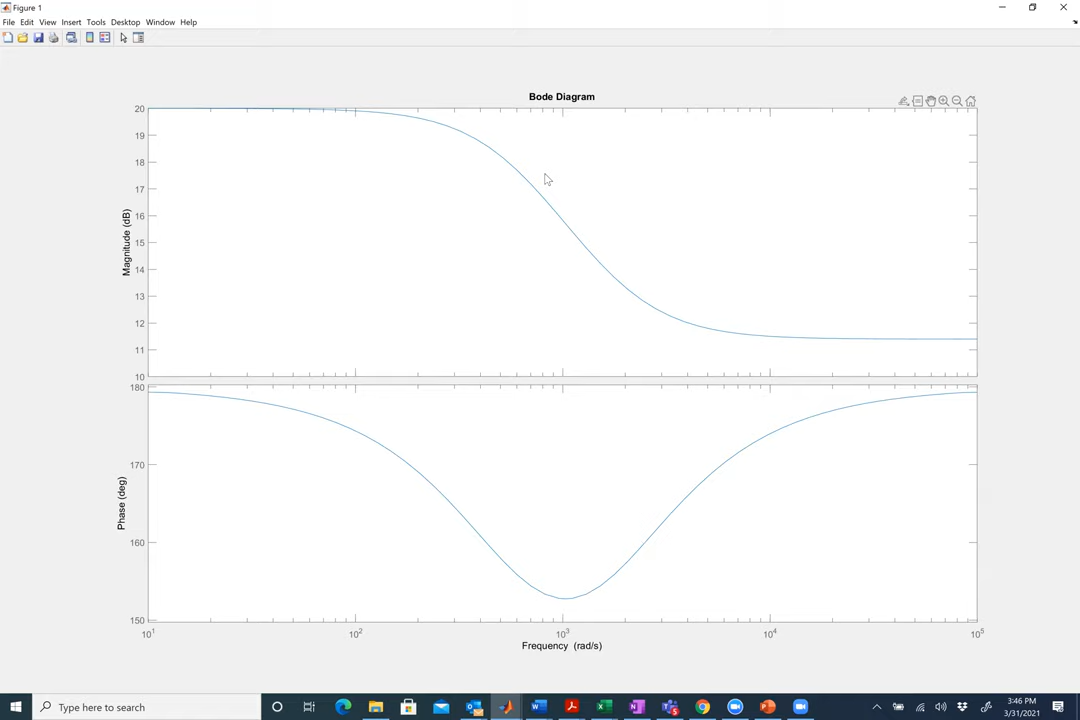 Figure 1
File Edit View Insert Tools Desktop Window Help
Bode Diagram
20
19
18
17
16
15
14
13
12
11
10
Magnitude (dB)
180
170
160
150
Phase (deg)
10^1 10^2 10^3 10^4 10^5
Frequency (rad/s)
Type here to search
3:46 PM
3/31/2021